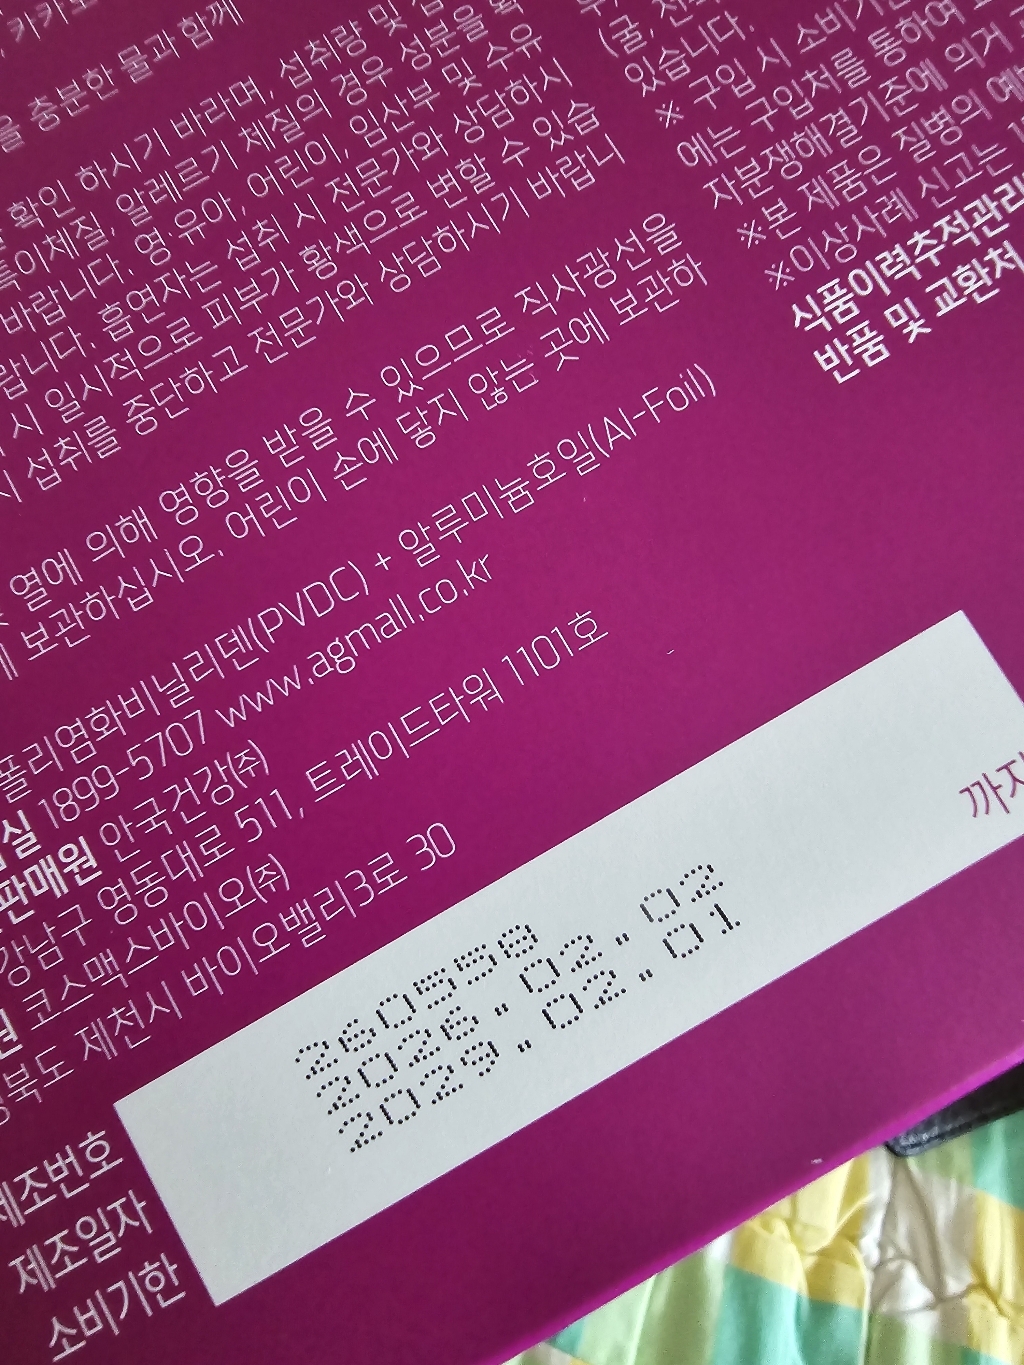 카카오
을 충분한 물과 함께
확인 하시기 바라며, 섭취량 및
특이체질, 알레르기 체질의 경우 성분을 확
바랍니다. 영·유아, 어린이, 임산부 및 수유
랍니다. 흡연자는 섭취 시 전문가와 상담하시
시 일시적으로 피부가 황색으로 변할 수 있습
시 섭취를 중단하고 전문가와 상담하시기 바랍니
열에 의해 영향을 받을 수 있으므로 직사광선을
보관하십시오. 어린이 손에 닿지 않는 곳에 보관하
폴리염화비닐리덴(PVDC) + 알루미늄호일(Al-Foil)
실 1899-5707 www.agmall.co.kr
판매원 안국건강(주)
강남구 영동대로 511, 트레이드타워 1101호
원 코스맥스바이오(주)
청북도 제천시 바이오밸리3로 30
(굴,
있습니다.
※ 구입 시 소비기한
에는 구입처를 통하여
자분쟁해결기준에 의거
※본 제품은 질병의 예
※이상사례 신고는
식품이력추적관리
반품 및 교환처
제조번호 260559B
제조일자 2026.02.02
소비기한 2029.02.01 까지